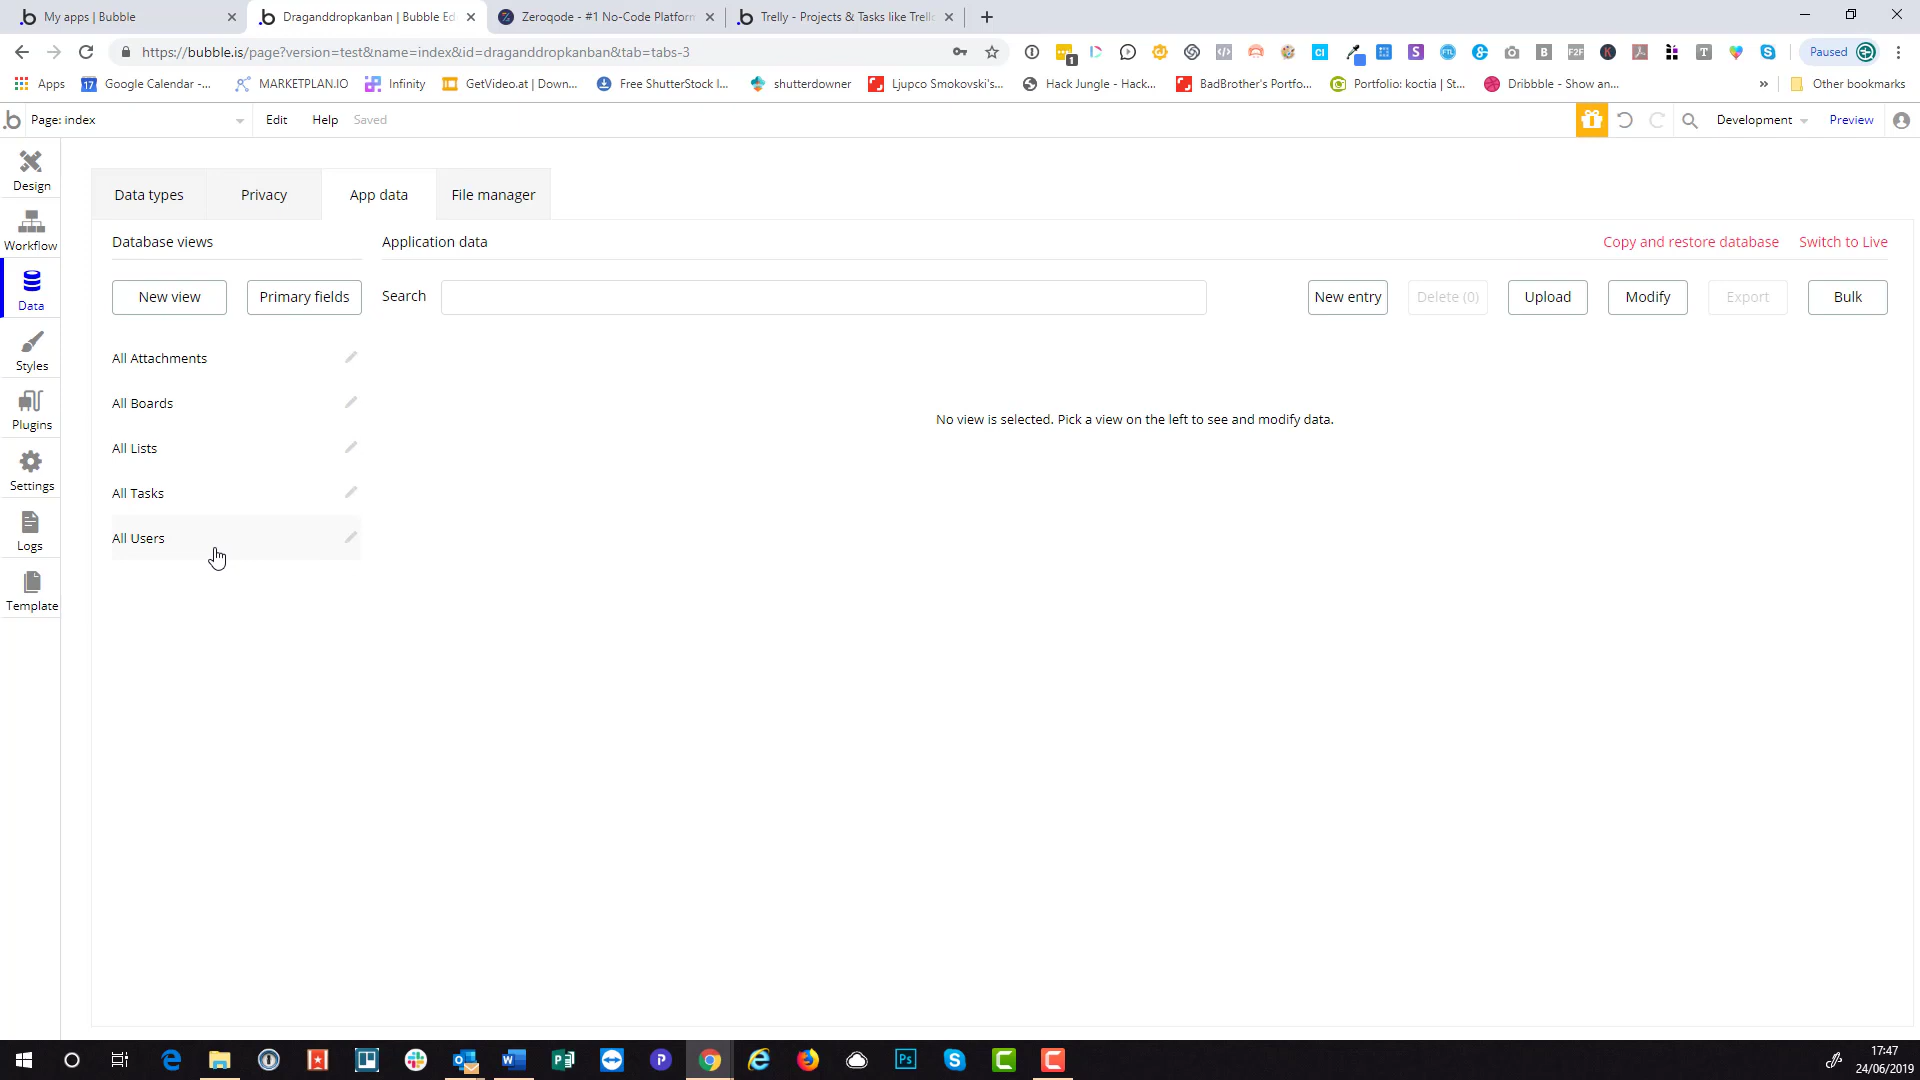 My apps | Bubble
Draganddropkanban | Bubble Ed
Zeroqode - #1 No-Code Platform
Trelly - Projects & Tasks like Trell
https://bubble.is/page?version=test&name=index&id=draganddropkanban&tab=tabs-3
Paused
Apps
Google Calendar -...
MARKETPLAN.IO
Infinity
GetVideo.at | Down...
Free ShutterStock I...
shutterdowner
Ljupco Smokovski's...
Hack Jungle - Hack...
BadBrother's Portfo...
Portfolio: koctia | St...
Dribbble - Show an...
»
Other bookmarks
Page: index
Edit
Help
Saved
Development
Preview
Design
Workflow
Data
Styles
Plugins
Settings
Logs
Template
Data types
Privacy
App data
File manager
Database views
Application data
Copy and restore database
Switch to Live
New view
Primary fields
Search
New entry
Delete (0)
Upload
Modify
Export
Bulk
All Attachments
All Boards
All Lists
All Tasks
All Users
No view is selected. Pick a view on the left to see and modify data.
17:47
24/06/2019